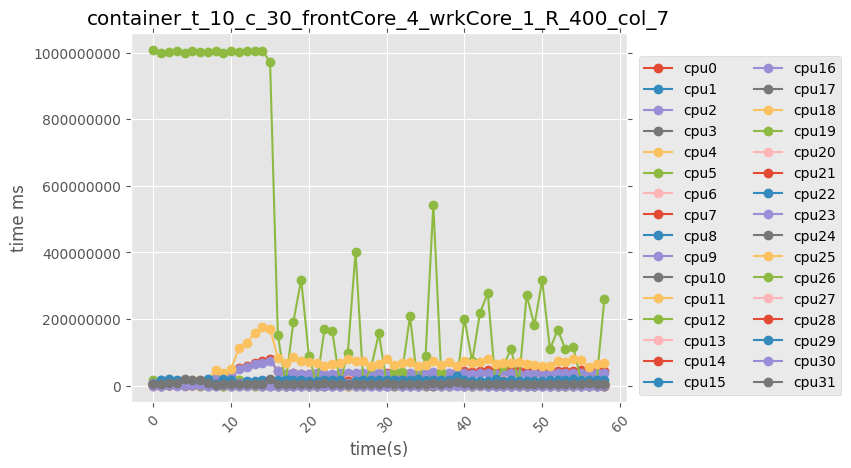 container_t_10_c_30_frontCore_4_wrkCore_1_R_400_col_7
1000000000
800000000
600000000
400000000
200000000
0
time ms
0
10
20
30
40
50
60
time(s)
cpu0
cpu1
cpu2
cpu3
cpu4
cpu5
cpu6
cpu7
cpu8
cpu9
cpu10
cpu11
cpu12
cpu13
cpu14
cpu15
cpu16
cpu17
cpu18
cpu19
cpu20
cpu21
cpu22
cpu23
cpu24
cpu25
cpu26
cpu27
cpu28
cpu29
cpu30
cpu31